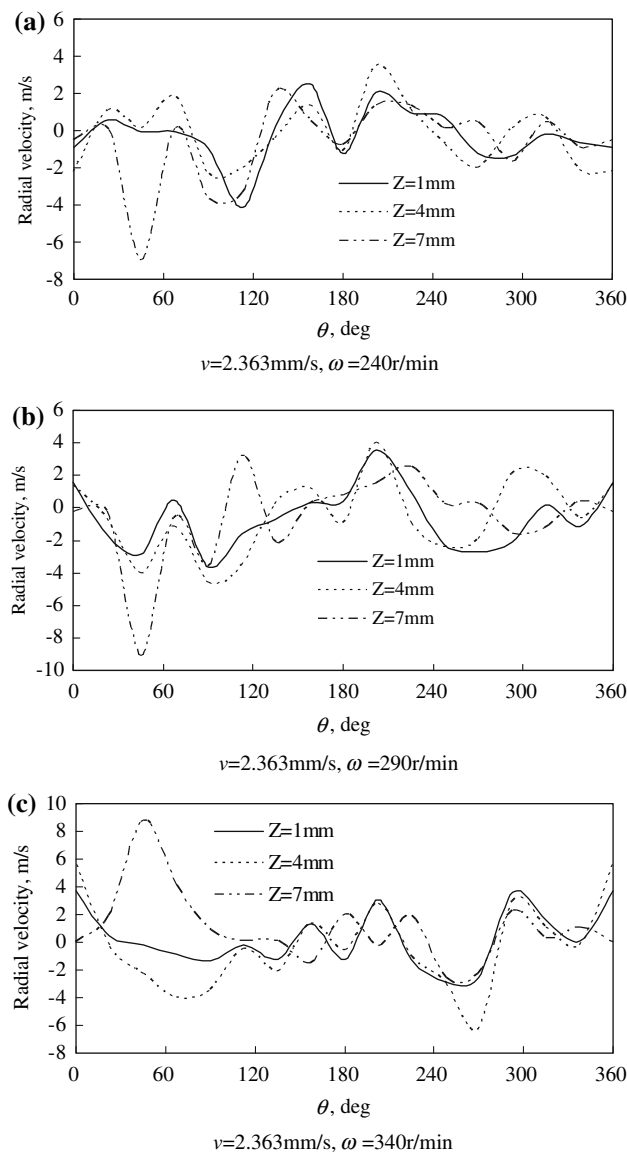 (a)
6
4
2
0
-2
-4
-6
-8
Radial velocity, m/s
Z=1mm
Z=4mm
Z=7mm
0 60 120 180 240 300 360
θ, deg
v=2.363mm/s, ω=240r/min
(b)
6
4
2
0
-2
-4
-6
-8
-10
Radial velocity, m/s
Z=1mm
Z=4mm
Z=7mm
0 60 120 180 240 300 360
θ, deg
v=2.363mm/s, ω =290r/min
(c)
10
8
6
4
2
0
-2
-4
-6
-8
Radial velocity, m/s
Z=1mm
Z=4mm
Z=7mm
0 60 120 180 240 300 360
θ, deg
v=2.363mm/s, ω =340r/min